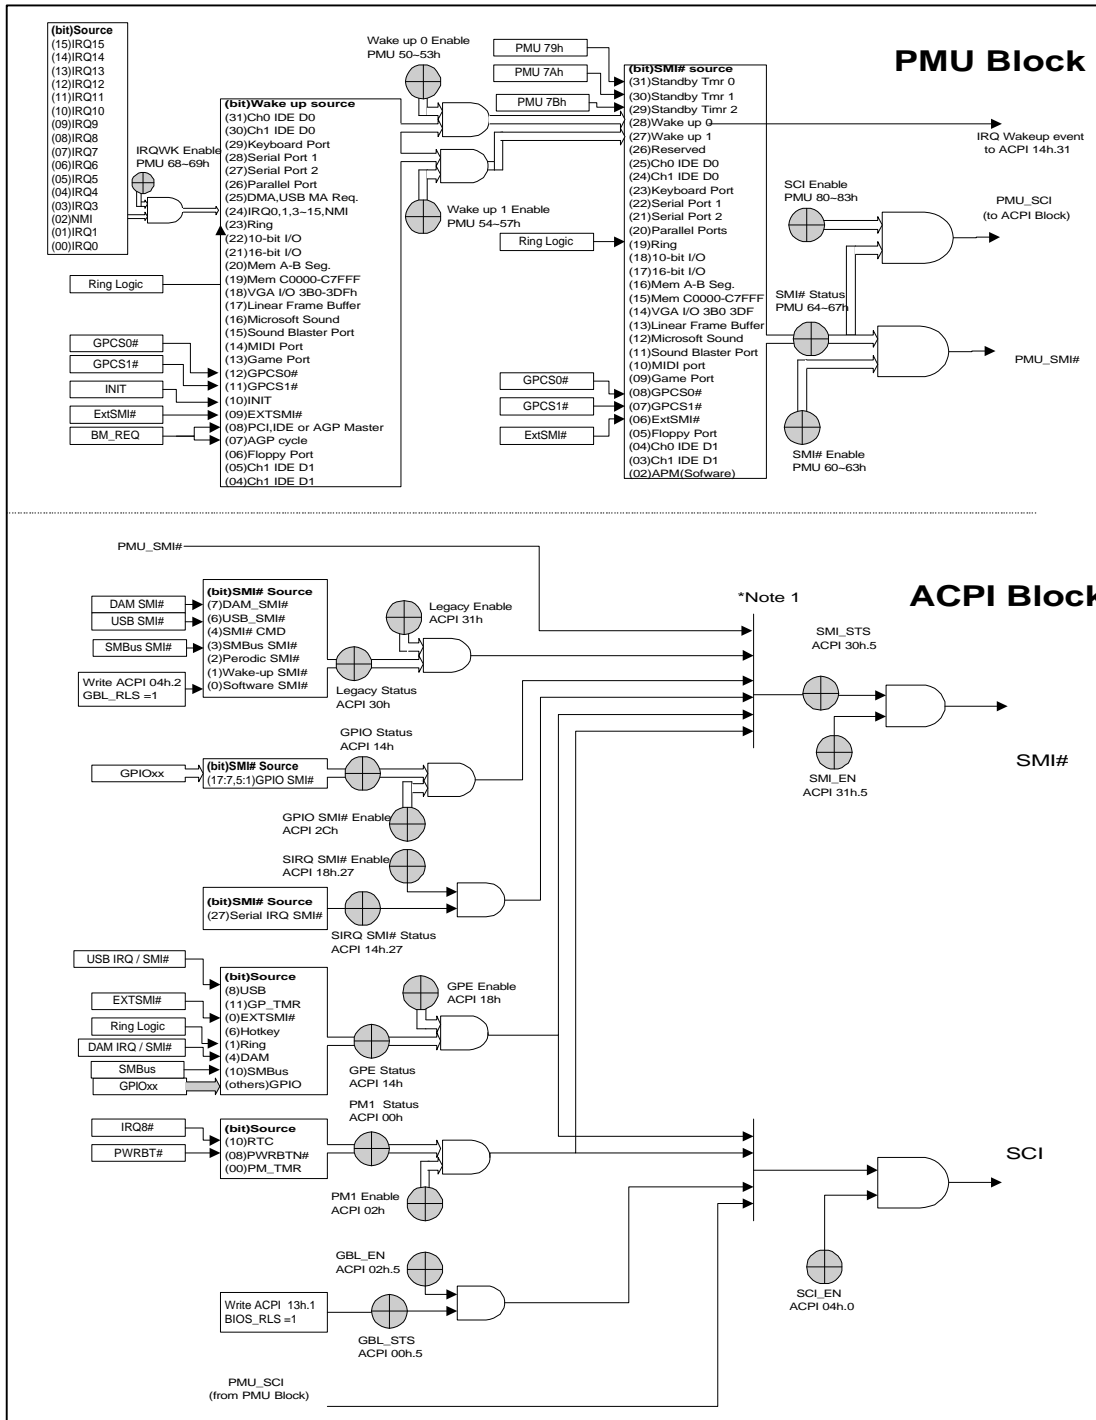 PMU Block
(bit)Source
(15)IRQ15
(14)IRQ14
(13)IRQ13
(12)IRQ12
(11)IRQ11
(10)IRQ10
(09)IRQ9
(08)IRQ8
(07)IRQ7
(06)IRQ6
(05)IRQ5
(04)IRQ4
(03)IRQ3
(02)NMI
(01)IRQ1
(00)IRQ0
IRQWK Enable
PMU 68~69h
Ring Logic
GPCS0#
GPCS1#
INIT
ExtSMI#
BM_REQ
(bit)Wake up source
(31)Ch0 IDE D0
(30)Ch1 IDE D0
(29)Keyboard Port
(28)Serial Port 1
(27)Serial Port 2
(26)Parallel Port
(25)DMA,USB MA Req.
(24)IRQ0,1,3~15,NMI
(23)Ring
(22)10-bit I/O
(21)16-bit I/O
(20)Mem A-B Seg.
(19)Mem C0000-C7FFF
(18)VGA I/O 3B0-3DFh
(17)Linear Frame Buffer
(16)Microsoft Sound
(15)Sound Blaster Port
(14)MIDI Port
(13)Game Port
(12)GPCS0#
(11)GPCS1#
(10)INIT
(09)EXTSMI#
(08)PCI,IDE or AGP Master
(07)AGP cycle
(06)Floppy Port
(05)Ch1 IDE D1
(04)Ch1 IDE D1
Wake up 0 Enable
PMU 50~53h
Wake up 1 Enable
PMU 54~57h
PMU 79h
PMU 7Ah
PMU 7Bh
Ring Logic
GPCS0#
GPCS1#
ExtSMI#
(bit)SMI# source
(31)Standby Tmr 0
(30)Standby Tmr 1
(29)Standby Tmr 2
(28)Wake up 0
(27)Wake up 1
(26)Reserved
(25)Ch0 IDE D0
(24)Ch1 IDE D0
(23)Keyboard Port
(22)Serial Port 1
(21)Serial Port 2
(20)Parallel Ports
(19)Ring
(18)10-bit I/O
(17)16-bit I/O
(16)Mem A-B Seg.
(15)Mem C0000-C7FFF
(14)VGA I/O 3B0 3DF
(13)Linear Frame Buffer
(12)Microsoft Sound
(11)Sound Blaster Port
(10)MIDI port
(09)Game Port
(08)GPCS0#
(07)GPCS1#
(06)ExtSMI#
(05)Floppy Port
(04)Ch0 IDE D1
(03)Ch1 IDE D1
(02)APM(Sofware)
IRQ Wakeup event
to ACPI 14h.31
SCI Enable
PMU 80~83h
PMU_SCI
(to ACPI Block)
SMI# Status
PMU 64~67h
PMU_SMI#
SMI# Enable
PMU 60~63h
ACPI Block
PMU_SMI#
*Note 1
DAM SMI#
USB SMI#
SMBus SMI#
Write ACPI 04h.2
GBL_RLS =1
(bit)SMI# Source
(7)DAM_SMI#
(6)USB_SMI#
(4)SMI# CMD
(3)SMBus SMI#
(2)Perodic SMI#
(1)Wake-up SMI#
(0)Software SMI#
Legacy Enable
ACPI 31h
Legacy Status
ACPI 30h
SMI_STS
ACPI 30h.5
SMI_EN
ACPI 31h.5
SMI#
GPIO Status
ACPI 14h
GPIOxx
(bit)SMI# Source
(17:7,5:1)GPIO SMI#
GPIO SMI# Enable
ACPI 2Ch
SIRQ SMI# Enable
ACPI 18h.27
(bit)SMI# Source
(27)Serial IRQ SMI#
SIRQ SMI# Status
ACPI 14h.27
USB IRQ / SMI#
EXTSMI#
Ring Logic
DAM IRQ / SMI#
SMBus
GPIOxx
(bit)Source
(8)USB
(11)GP_TMR
(0)EXTSMI#
(6)Hotkey
(1)Ring
(4)DAM
(10)SMBus
(others)GPIO
GPE Enable
ACPI 18h
GPE Status
ACPI 14h
PM1 Status
ACPI 00h
IRQ8#
PWRBT#
(bit)Source
(10)RTC
(08)PWRBTN#
(00)PM_TMR
PM1 Enable
ACPI 02h
SCI
SCI_EN
ACPI 04h.0
GBL_EN
ACPI 02h.5
Write ACPI 13h.1
BIOS_RLS =1
GBL_STS
ACPI 00h.5
PMU_SCI
(from PMU Block)